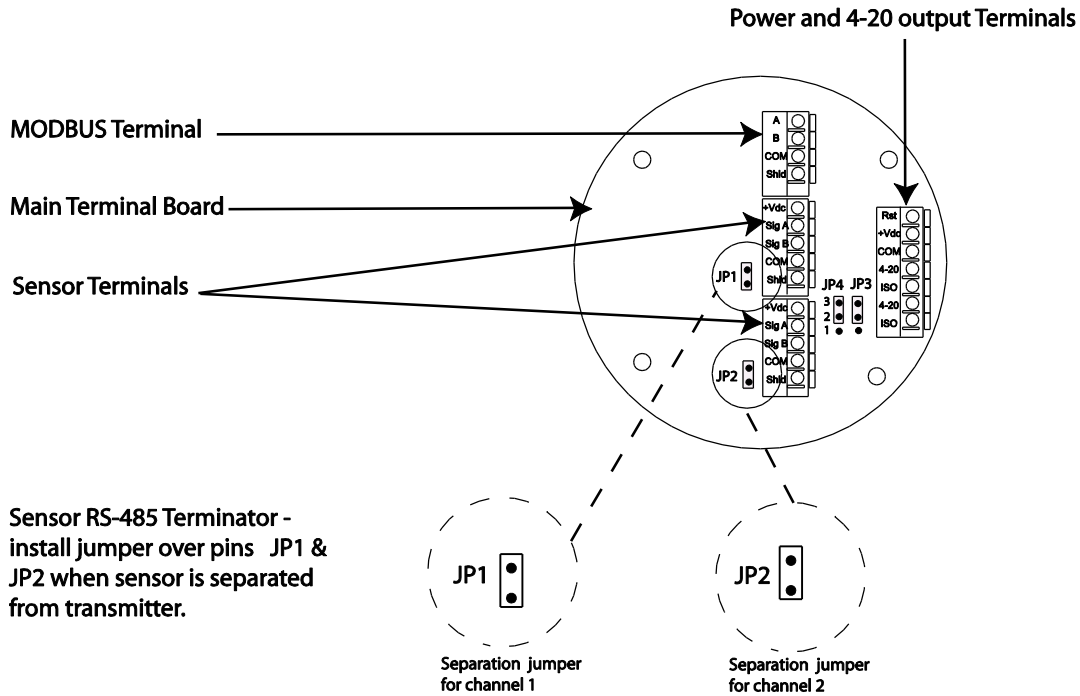 Power and 4-20 output Terminals
MODBUS Terminal
Main Terminal Board
Sensor Terminals
A
B
COM
Shld
+Vdc
Sig A
Sig B
COM
Shld
JP1
+Vdc
Sig A
Sig B
COM
Shld
JP2
JP4 JP3
3
2
1
Rst
+Vdc
COM
4-20
ISO
4-20
ISO
Sensor RS-485 Terminator -
install jumper over pins JP1 &
JP2 when sensor is separated
from transmitter.
JP1
Separation jumper
for channel 1
JP2
Separation jumper
for channel 2